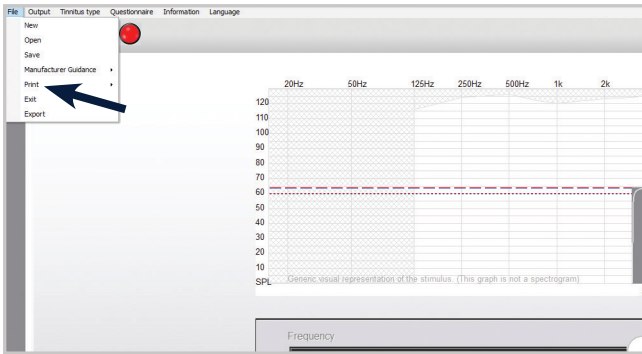 File Output Tinnitus type Questionnaire Information Language
New
Open
Save
Manufacturer Guidance
Print
Exit
Export
20Hz 50Hz 125Hz 250Hz 500Hz 1k 2k
120
110
100
90
80
70
60
50
40
30
20
10
SPL
Generic visual representation of the stimulus (This graph is not a spectrogram)
Frequency